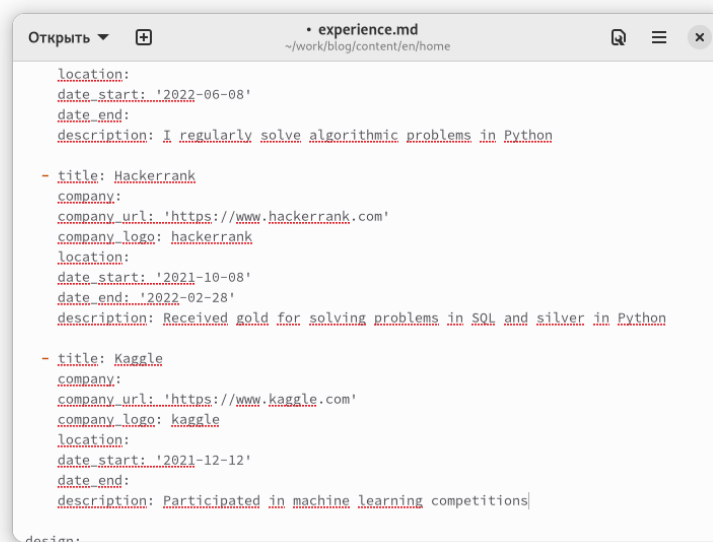 Открыть
• experience.md
~/work/blog/content/en/home
location:
date_start: '2022-06-08'
date_end:
description: I regularly solve algorithmic problems in Python
- title: Hackerrank
company:
company_url: 'https://www.hackerrank.com'
company_logo: hackerrank
location:
date_start: '2021-10-08'
date_end: '2022-02-28'
description: Received gold for solving problems in SQL and silver in Python
- title: Kaggle
company:
company_url: 'https://www.kaggle.com'
company_logo: kaggle
location:
date_start: '2021-12-12'
date_end:
description: Participated in machine learning competitions
design: